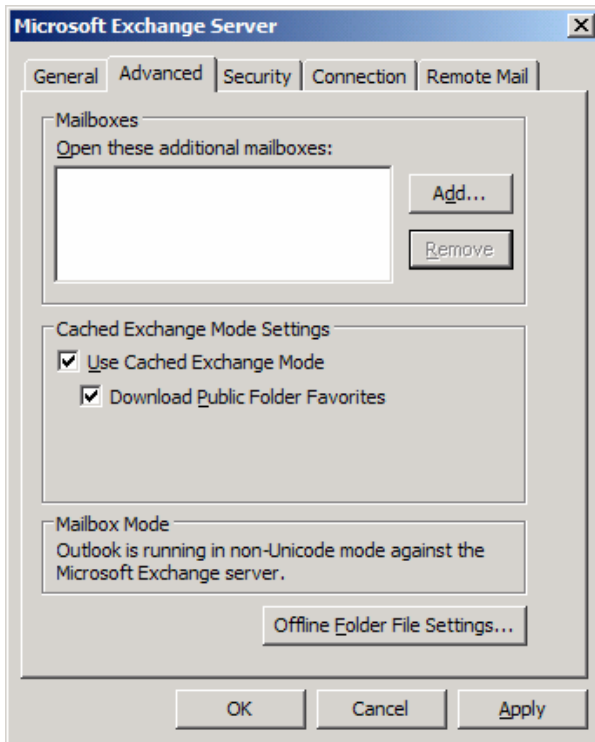 Microsoft Exchange Server
General Advanced Security Connection Remote Mail
Mailboxes
Open these additional mailboxes:
Add...
Remove
Cached Exchange Mode Settings
Use Cached Exchange Mode
Download Public Folder Favorites
Mailbox Mode
Outlook is running in non-Unicode mode against the
Microsoft Exchange server.
Offline Folder File Settings...
OK Cancel Apply